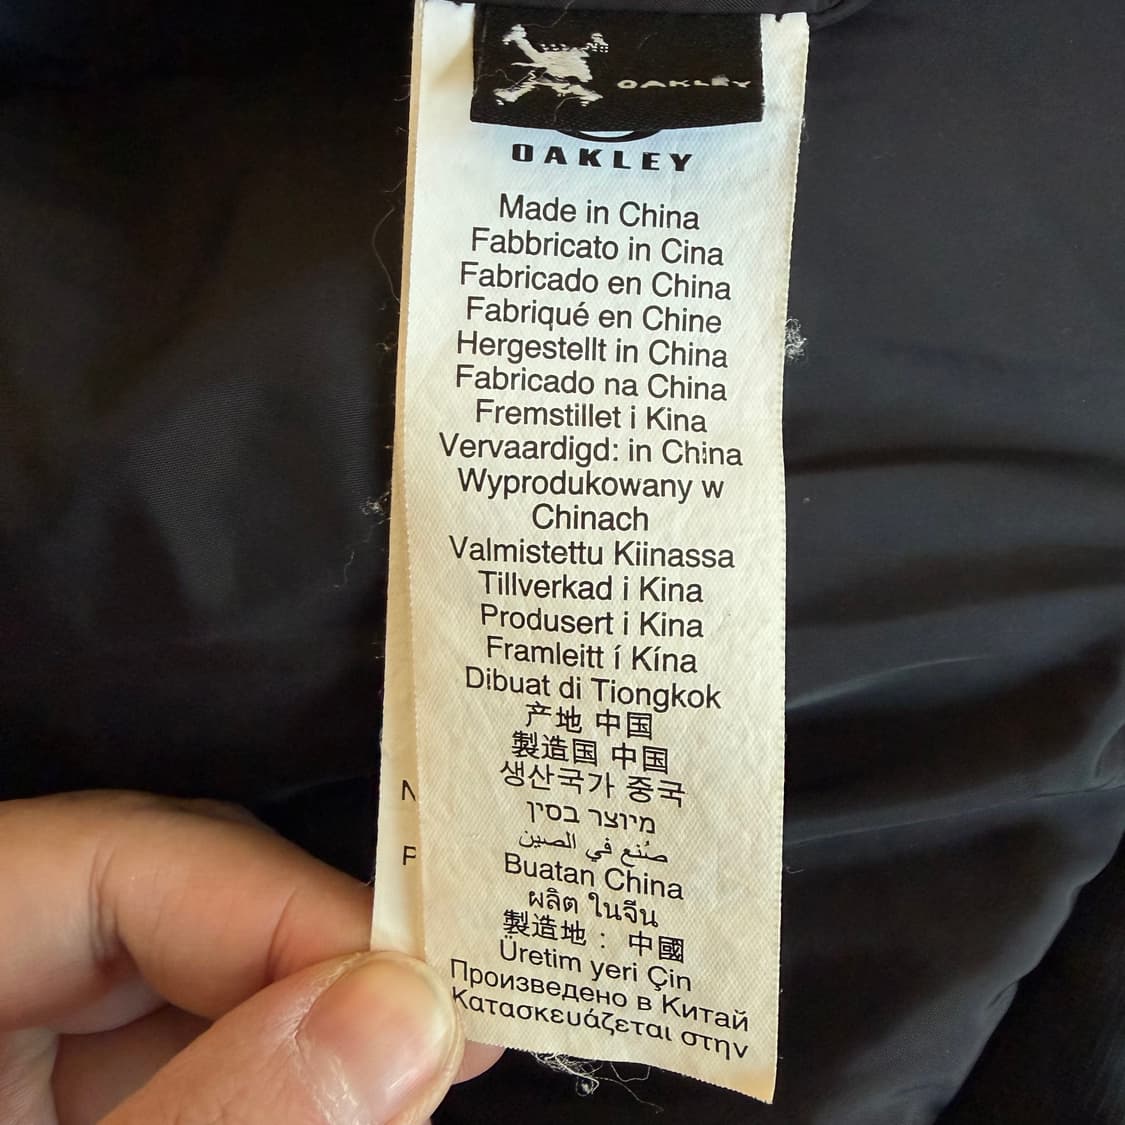 OAKLEY
OAKLEY
Made in China
Fabbricato in Cina
Fabricado en China
Fabriqué en Chine
Hergestellt in China
Fabricado na China
Fremstillet i Kina
Vervaardigd: in China
Wyprodukowany w
Chinach
Valmistettu Kiinassa
Tillverkad i Kina
Produsert i Kina
Framleitt í Kína
Dibuat di Tiongkok
产地 中国
製造国 中国
생산국가 중국
מיוצר בסין
صُنع في الصين
Buatan China
ผลิต ในจีน
製造地 : 中國
Üretim yeri Çin
Произведено в Китай
Κατασκευάζεται στην
N
P